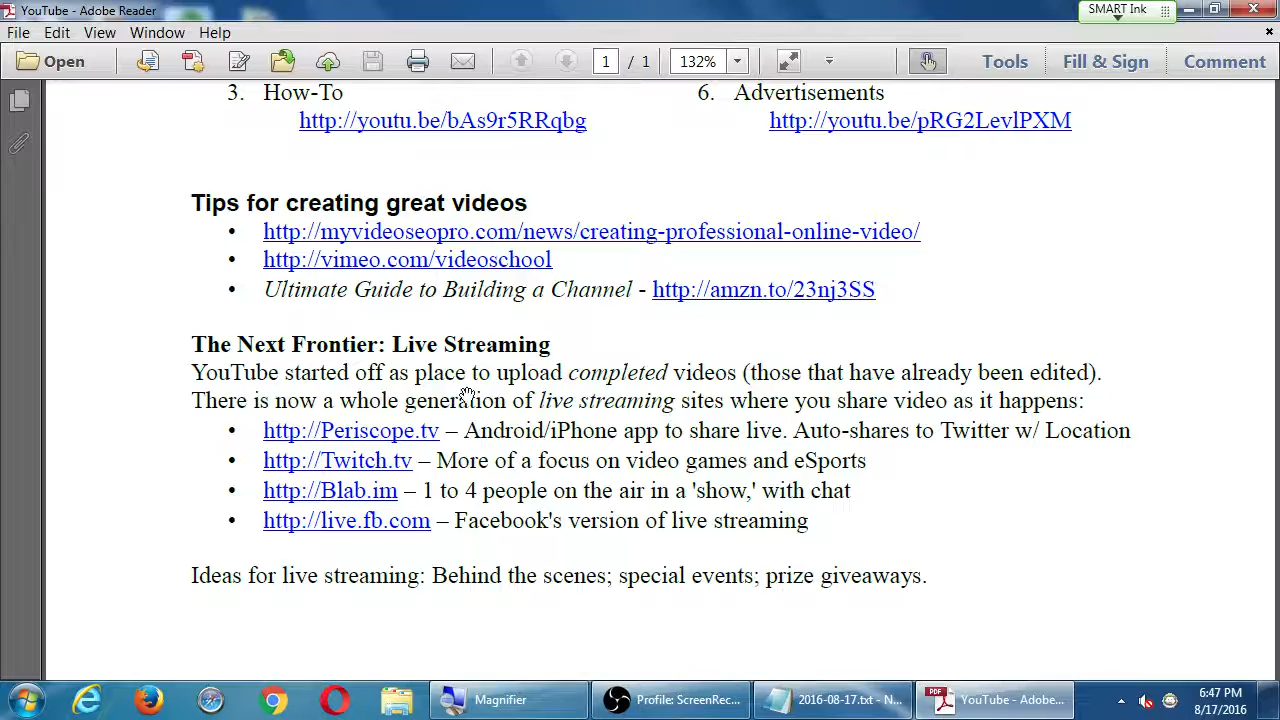 YouTube - Adobe Reader
SMART Ink
File Edit View Window Help
Open 1 / 1 132% Tools Fill & Sign Comment
3. How-To 6. Advertisements
http://youtu.be/bAs9r5RRqbg http://youtu.be/pRG2LevlPXM
Tips for creating great videos
• http://myvideoseopro.com/news/creating-professional-online-video/
• http://vimeo.com/videoschool
• Ultimate Guide to Building a Channel - http://amzn.to/23nj3SS
The Next Frontier: Live Streaming
YouTube started off as place to upload completed videos (those that have already been edited).
There is now a whole generation of live streaming sites where you share video as it happens:
• http://Periscope.tv – Android/iPhone app to share live. Auto-shares to Twitter w/ Location
• http://Twitch.tv – More of a focus on video games and eSports
• http://Blab.im – 1 to 4 people on the air in a 'show,' with chat
• http://live.fb.com – Facebook's version of live streaming
Ideas for live streaming: Behind the scenes; special events; prize giveaways.
Magnifier Profile: ScreenRec... 2016-08-17.txt - N... PDF YouTube - Adobe... 6:47 PM
8/17/2016